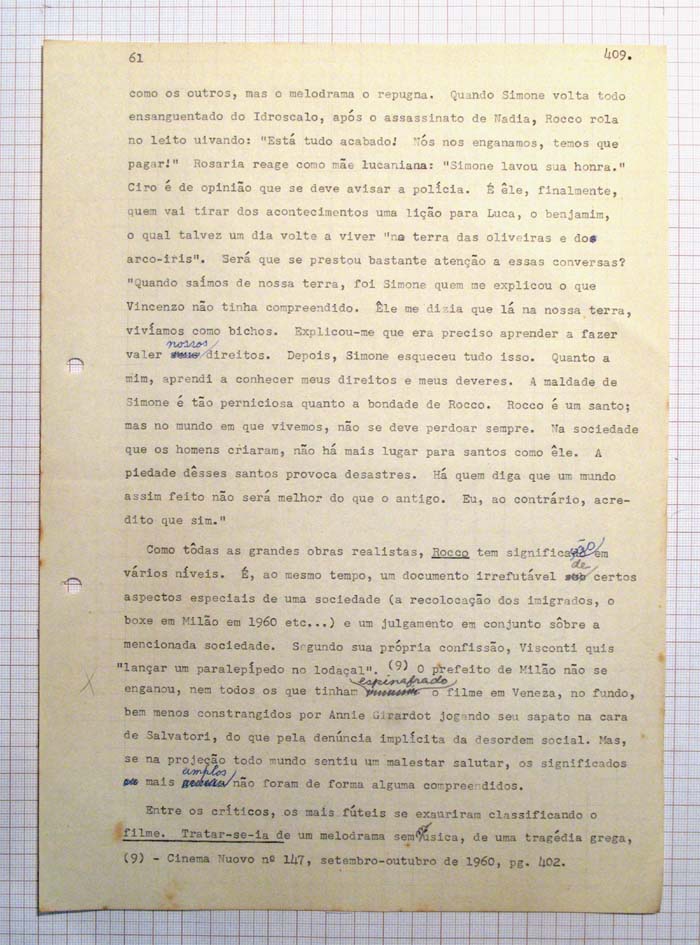 61 409.
como os outros, mas o melodrama o repugna. Quando Simone volta todo
ensanguentado do Idroscalo, após o assassinato de Nadia, Rocco rola
no leito uivando: "Está tudo acabado! Nós nos enganamos, temos que
pagar!" Rosaria reage como mãe lucaniana: "Simone lavou sua honra."
Ciro é de opinião que se deve avisar a polícia. É êle, finalmente,
quem vai tirar dos acontecimentos uma lição para Luca, o benjamim,
o qual talvez um dia volte a viver "na terra das oliveiras e dos
arco-iris". Será que se prestou bastante atenção a essas conversas?
"Quando saímos de nossa terra, foi Simone quem me explicou o que
Vincenzo não tinha compreendido. Êle me dizia que lá na nossa terra,
vivíamos como bichos. Explicou-me que era preciso aprender a fazer
valer nossos direitos. Depois, Simone esqueceu tudo isso. Quanto a
mim, aprendi a conhecer meus direitos e meus deveres. A maldade de
Simone é tão perniciosa quanto a bondade de Rocco. Rocco é um santo;
mas no mundo em que vivemos, não se deve perdoar sempre. Na sociedade
que os homens criaram, não há mais lugar para santos como êle. A
piedade dêsses santos provoca desastres. Há quem diga que um mundo
assim feito não será melhor do que o antigo. Eu, ao contrário, acre-
dito que sim."
Como tôdas as grandes obras realistas, Rocco tem significação em
vários níveis. É, ao mesmo tempo, um documento irrefutável de certos
aspectos especiais de uma sociedade (a recolocação dos imigrados, o
boxe em Milão em 1960 etc...) e um julgamento em conjunto sôbre a
mencionada sociedade. Segundo sua própria confissão, Visconti quis
"lançar um paralepípedo no lodaçal". (9) O prefeito de Milão não se
enganou, nem todos os que tinham espinafrado o filme em Veneza, no fundo,
bem menos constrangidos por Annie Girardot jogando seu sapato na cara
de Salvatori, do que pela denúncia implícita da desordem social. Mas,
se na projeção todo mundo sentiu um malestar salutar, os significados
mais amplos não foram de forma alguma compreendidos.
Entre os críticos, os mais fúteis se exauriram classificando o
filme. Tratar-se-ia de um melodrama sem música, de uma tragédia grega,
(9) - Cinema Nuovo nº 147, setembro-outubro de 1960, pg. 402.